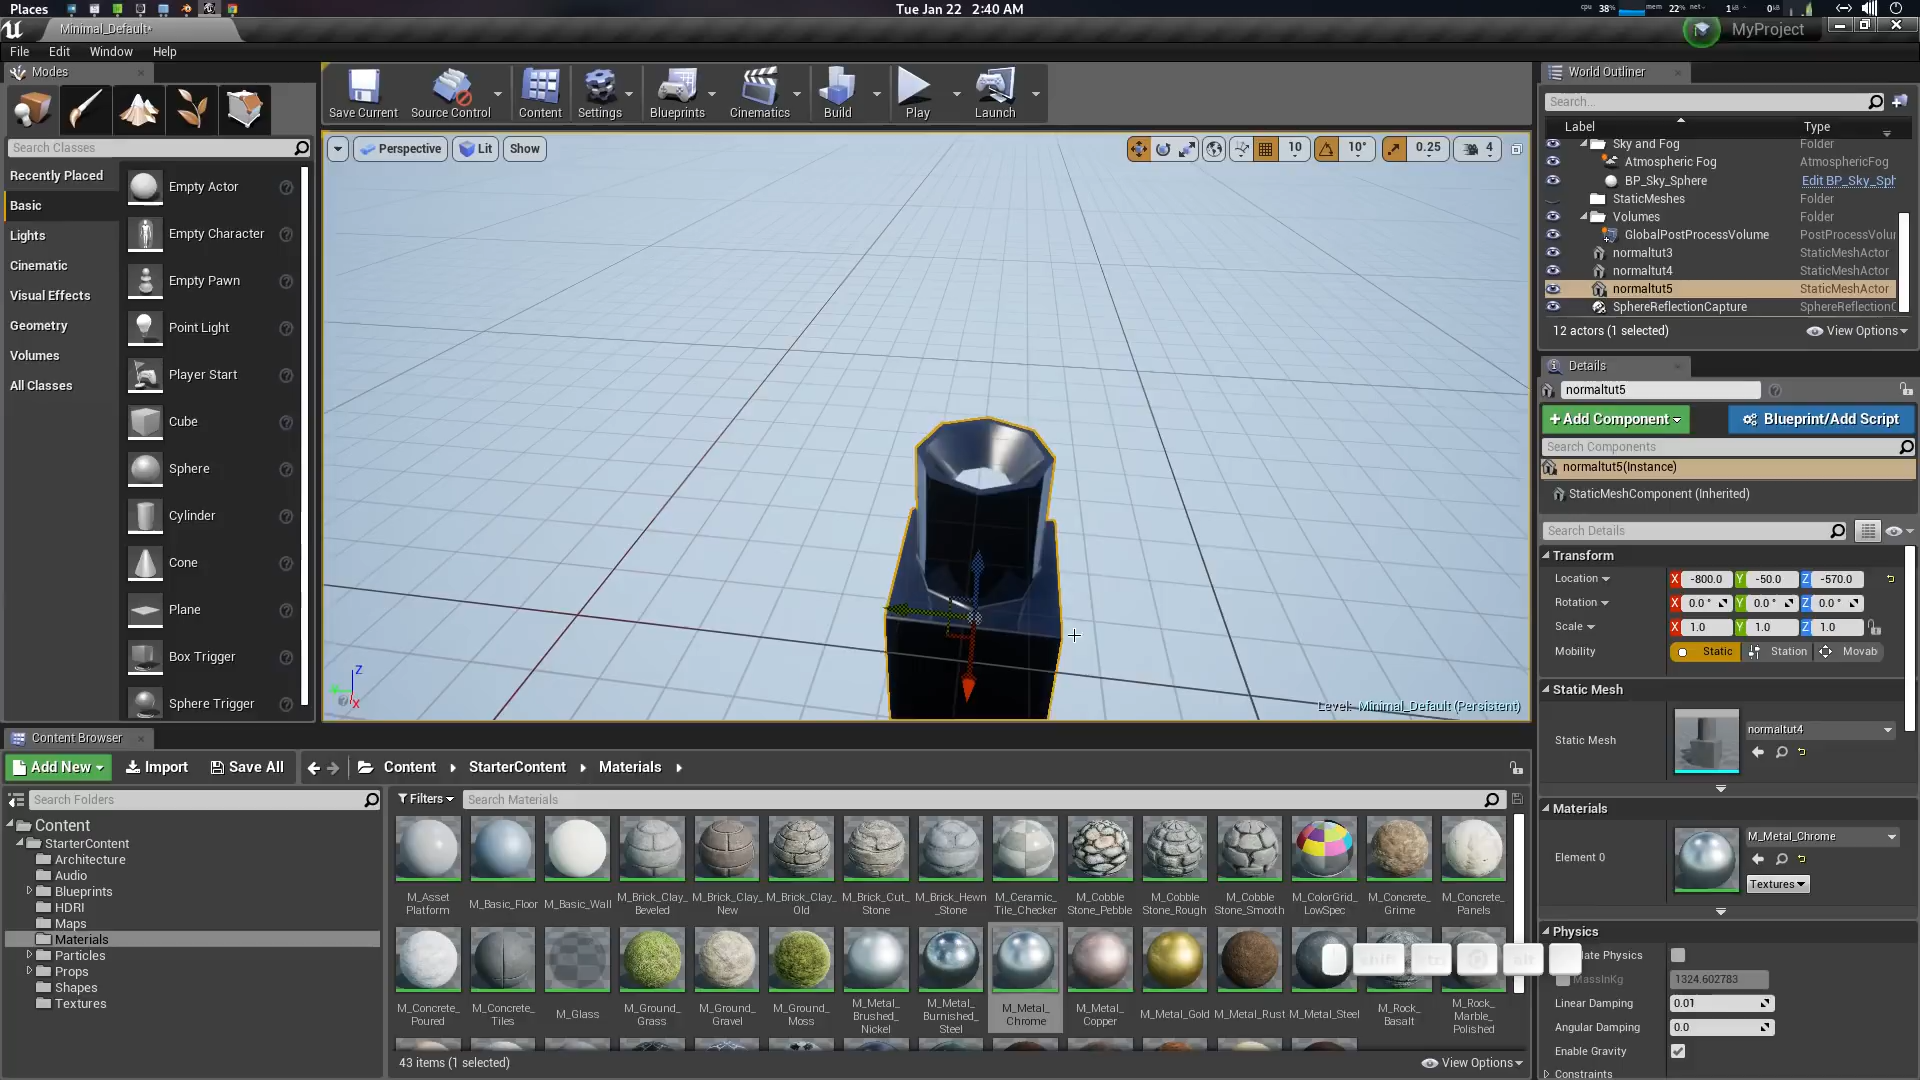 Places
Tue Jan 22 2:40 AM
cpu 38% mem 22% net 1kB 0kB
Minimal_Default*
MyProject
File Edit Window Help
Modes
Search Classes
Recently Placed
Basic
Lights
Cinematic
Visual Effects
Geometry
Volumes
All Classes
Empty Actor
Empty Character
Empty Pawn
Point Light
Player Start
Cube
Sphere
Cylinder
Cone
Plane
Box Trigger
Sphere Trigger
Save Current Source Control Content Settings Blueprints Cinematics Build Play Launch
Perspective Lit Show
10 10° 0.25 4
Z
X
Level: Minimal_Default (Persistent)
World Outliner
Search...
Label Type
Sky and Fog Folder
Atmospheric Fog AtmosphericFog
BP_Sky_Sphere Edit BP_Sky_Sph
StaticMeshes Folder
Volumes Folder
GlobalPostProcessVolume PostProcessVolu
normaltut3 StaticMeshActor
normaltut4 StaticMeshActor
normaltut5 StaticMeshActor
SphereReflectionCapture SphereReflectionC
12 actors (1 selected)
View Options
Details
normaltut5
+Add Component
Blueprint/Add Script
Search Components
normaltut5(Instance)
StaticMeshComponent (Inherited)
Search Details
Transform
Location X -800.0 Y -50.0 Z -570.0
Rotation X 0.0 ° Y 0.0 ° Z 0.0 °
Scale X 1.0 Y 1.0 Z 1.0
Mobility Static Station Movab
Static Mesh
Static Mesh normaltut4
Materials
Element 0 M_Metal_Chrome
Textures
Physics
late Physics
MassInKg 1324.602783
Linear Damping 0.01
Angular Damping 0.0
Enable Gravity
Constraints
Content Browser
Add New Import Save All Content StarterContent Materials
Search Folders
Filters
Search Materials
Content
StarterContent
Architecture
Audio
Blueprints
HDRI
Maps
Materials
Particles
Props
Shapes
Textures
M_Asset Platform
M_Basic_Floor
M_Basic_Wall
M_Brick_Clay_ Beveled
M_Brick_Clay_ New
M_Brick_Clay_ Old
M_Brick_Cut_ Stone
M_Brick_Hewn _Stone
M_Ceramic_ Tile_Checker
M_Cobble Stone_Pebble
M_Cobble Stone_Rough
M_Cobble Stone_Smooth
M_ColorGrid_ LowSpec
M_Concrete_ Grime
M_Concrete_ Panels
M_Concrete_ Poured
M_Concrete_ Tiles
M_Glass
M_Ground_ Grass
M_Ground_ Gravel
M_Ground_ Moss
M_Metal_ Brushed_ Nickel
M_Metal_ Burnished_ Steel
M_Metal_ Chrome
M_Metal_ Copper
M_Metal_Gold
M_Metal_Rust
M_Metal_Steel
M_Rock_ Basalt
M_Rock_ Marble_ Polished
shift alt
43 items (1 selected)
View Options